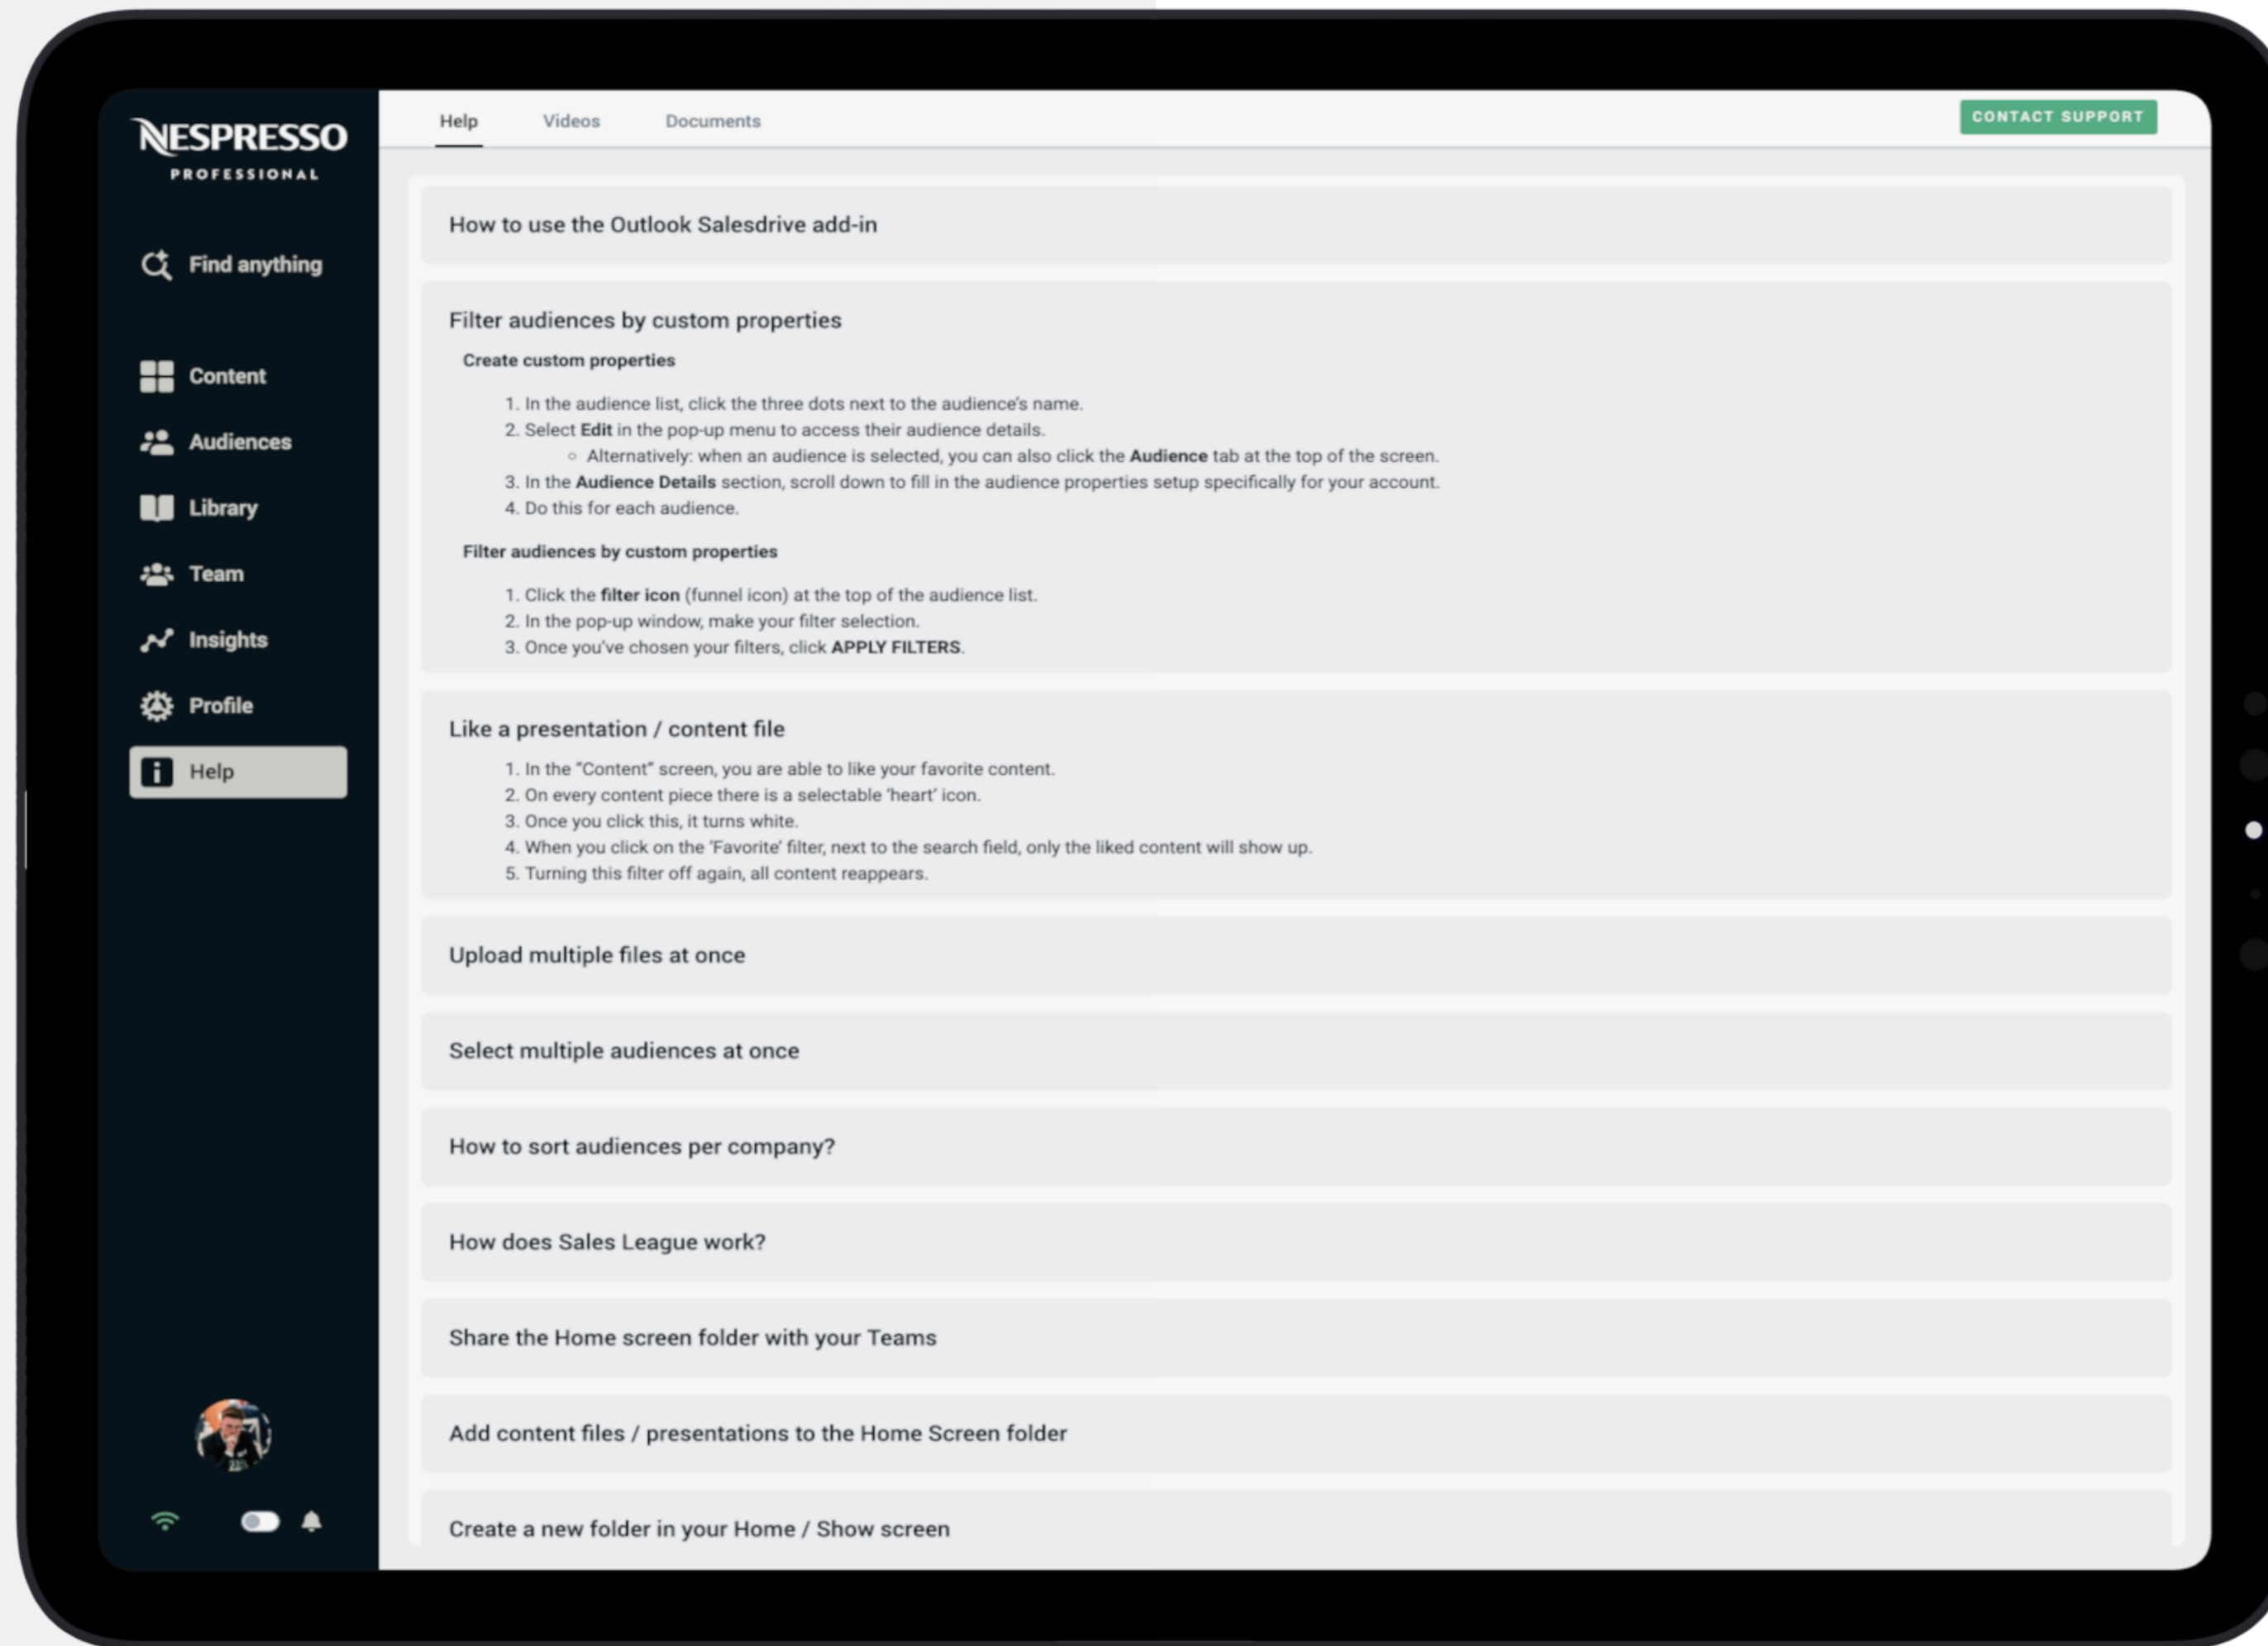 NESPRESSO
PROFESSIONAL
Find anything
Content
Audiences
Library
Team
Insights
Profile
Help
Help
Videos
Documents
CONTACT SUPPORT
How to use the Outlook Salesdrive add-in
Filter audiences by custom properties
Create custom properties
1. In the audience list, click the three dots next to the audience's name.
2. Select Edit in the pop-up menu to access their audience details.
○ Alternatively: when an audience is selected, you can also click the Audience tab at the top of the screen.
3. In the Audience Details section, scroll down to fill in the audience properties setup specifically for your account.
4. Do this for each audience.
Filter audiences by custom properties
1. Click the filter icon (funnel icon) at the top of the audience list.
2. In the pop-up window, make your filter selection.
3. Once you've chosen your filters, click APPLY FILTERS.
Like a presentation / content file
1. In the “Content” screen, you are able to like your favorite content.
2. On every content piece there is a selectable ‘heart’ icon.
3. Once you click this, it turns white.
4. When you click on the ‘Favorite’ filter, next to the search field, only the liked content will show up.
5. Turning this filter off again, all content reappears.
Upload multiple files at once
Select multiple audiences at once
How to sort audiences per company?
How does Sales League work?
Share the Home screen folder with your Teams
Add content files / presentations to the Home Screen folder
Create a new folder in your Home / Show screen